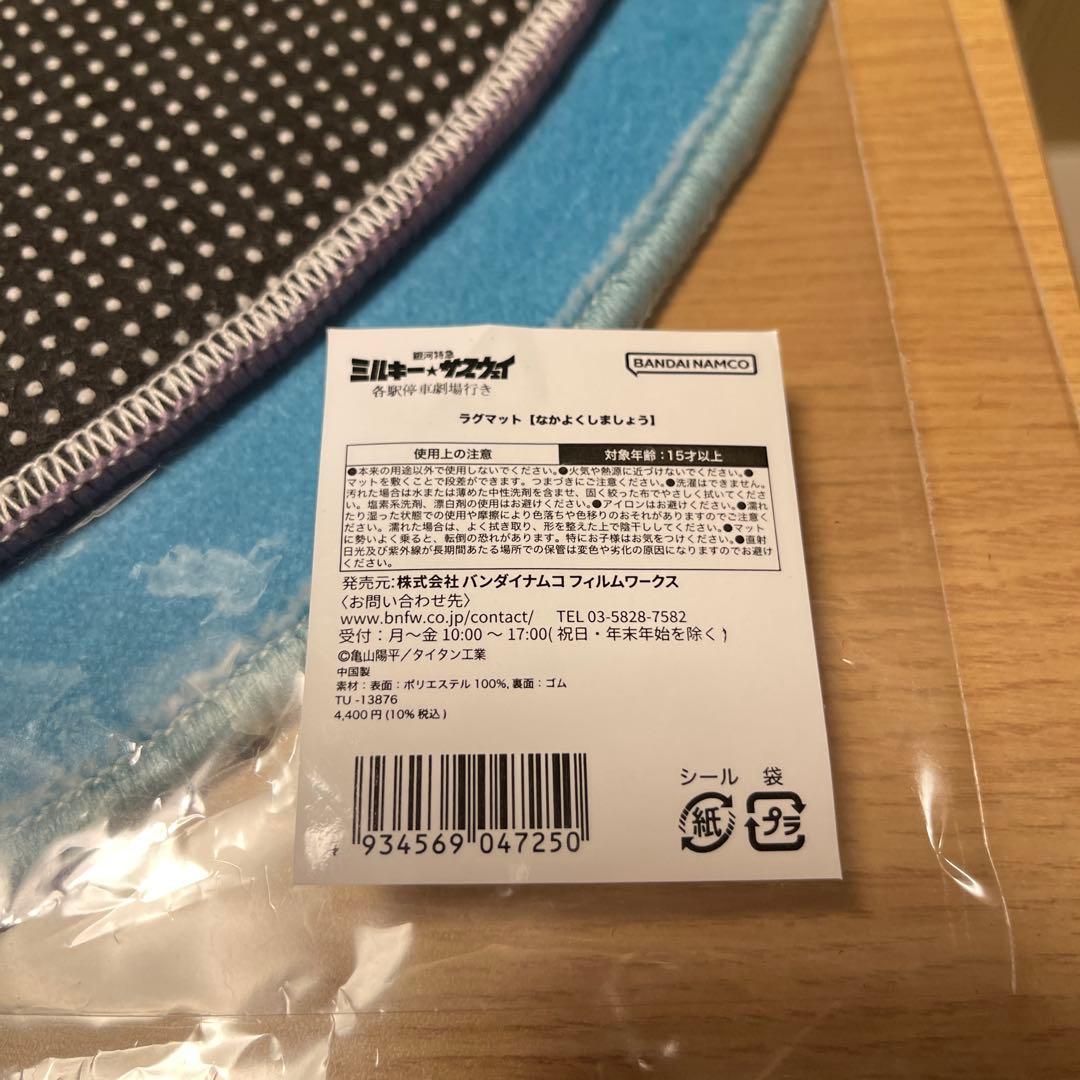 銀河特急
ミルキー★サブウェイ
各駅停車劇場行き
BANDAI NAMCO
ラグマット【なかよくしましょう】
使用上の注意 対象年齢：15才以上
●本来の用途以外で使用しないでください。●火気や熱源に近づけないでください。●
マットを敷くことで段差ができます。つまづきにご注意ください。●洗濯はできません。
汚れた場合は水または薄めた中性洗剤を含ませ、固く絞った布でやさしく拭いてくださ
い。塩素系洗剤、漂白剤の使用はお避けください。●アイロンはお避けください。●濡れ
たり湿った状態での使用や摩擦により色落ちや色移りのおそれがありますのでご注意くだ
さい。濡れた場合は、よく拭き取り、形を整えた上で陰干ししてください。●マット
に勢いよく乗ると、転倒の恐れがあります。特にお子様はお気をつけください。●直射
日光及び紫外線が長期間あたる場所での保管は変色や劣化の原因になりますのでお避け
ください。
発売元:株式会社 バンダイナムコ フィルムワークス
〈お問い合わせ先〉
www.bnfw.co.jp/contact/ TEL 03-5828-7582
受付：月～金 10:00 ～ 17:00( 祝日・年末年始を除く )
©亀山陽平／タイタン工業
中国製
素材：表面：ポリエステル 100%, 裏面：ゴム
TU -13876
4,400 円 (10% 税込 )
934569 047250
シール 袋
紙 プラ